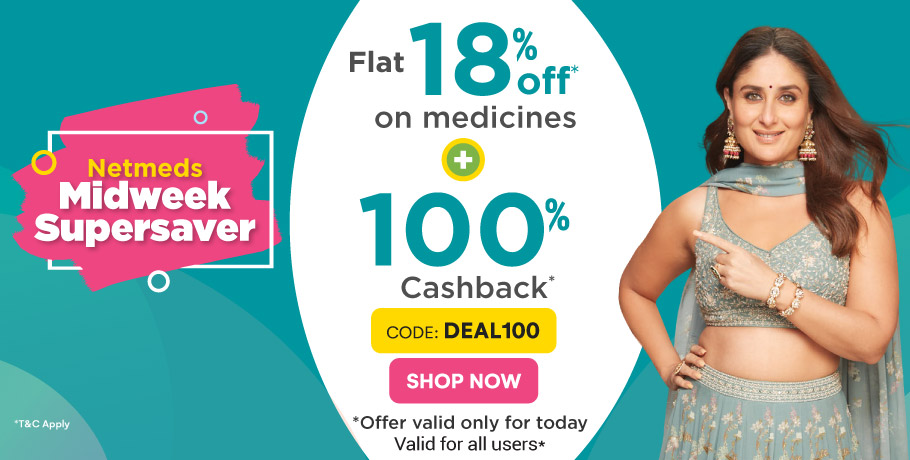 Netmeds
Midweek
Supersaver
Flat 18% off*
on medicines
+
100%
Cashback*
CODE: DEAL100
SHOP NOW
*Offer valid only for today
Valid for all users*
*T&C Apply